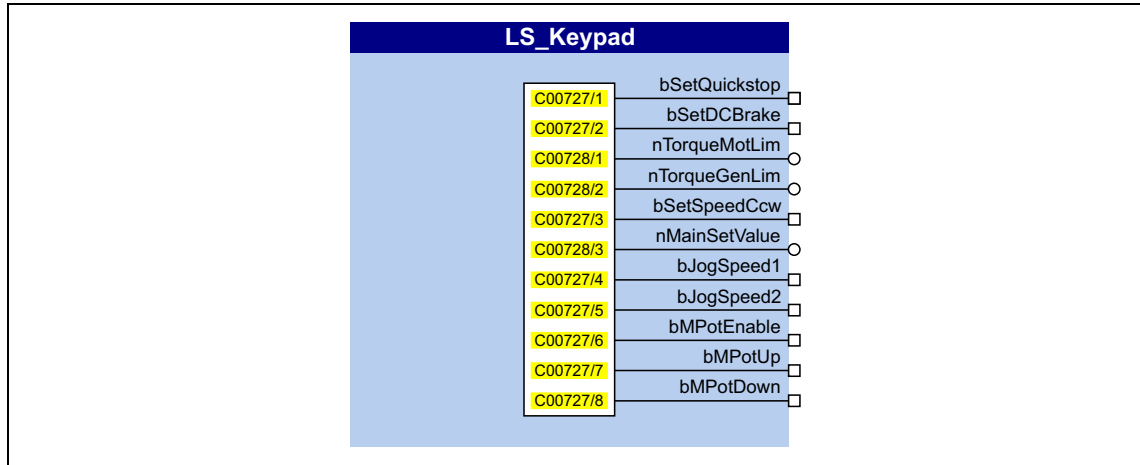 LS_Keypad
C00727/1 bSetQuickstop
C00727/2 bSetDCBrake
C00728/1 nTorqueMotLim
C00728/2 nTorqueGenLim
C00727/3 bSetSpeedCcw
C00728/3 nMainSetValue
C00727/4 bJogSpeed1
C00727/5 bJogSpeed2
C00727/6 bMPotEnable
C00727/7 bMPotUp
C00727/8 bMPotDown